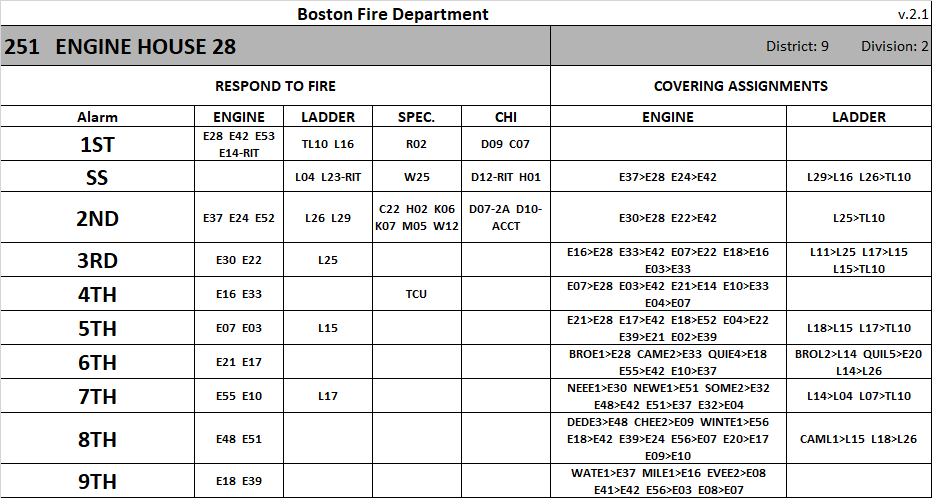 Boston Fire Department v.2.1
251 ENGINE HOUSE 28 District: 9 Division: 2
RESPOND TO FIRE COVERING ASSIGNMENTS
Alarm ENGINE LADDER SPEC. CHI ENGINE LADDER
1ST
E28 E42 E53
E14-RIT
TL10 L16
R02
D09 C07
SS
L04 L23-RIT
W25
D12-RIT H01
E37>E28 E24>E42
L29>L16 L26>TL10
2ND
E37 E24 E52
L26 L29
C22 H02 K06
K07 M05 W12
D07-2A D10-
ACCT
E30>E28 E22>E42
L25>TL10
3RD
E30 E22
L25
E16>E28 E33>E42 E07>E22 E18>E16
E03>E33
L11>L25 L17>L15
L15>TL10
4TH
E16 E33
TCU
E07>E28 E03>E42 E21>E14 E10>E33
E04>E07
5TH
E07 E03
L15
E21>E28 E17>E42 E18>E52 E04>E22
E39>E21 E02>E39
L18>L15 L17>TL10
6TH
E21 E17
BROE1>E28 CAME2>E33 QUIE4>E18
E55>E42 E10>E37
BROL2>L14 QUIL5>E20
L14>L26
7TH
E55 E10
L17
NEEE1>E30 NEWE1>E51 SOME2>E32
E48>E42 E51>E37 E32>E04
L14>L04 L07>TL10
8TH
E48 E51
DEDE3>E48 CHEE2>E09 WINTE1>E56
E18>E42 E39>E24 E56>E07 E20>E17
E09>E10
CAML1>L15 L18>L26
9TH
E18 E39
WATE1>E37 MILE1>E16 EVEE2>E08
E41>E42 E56>E03 E08>E07